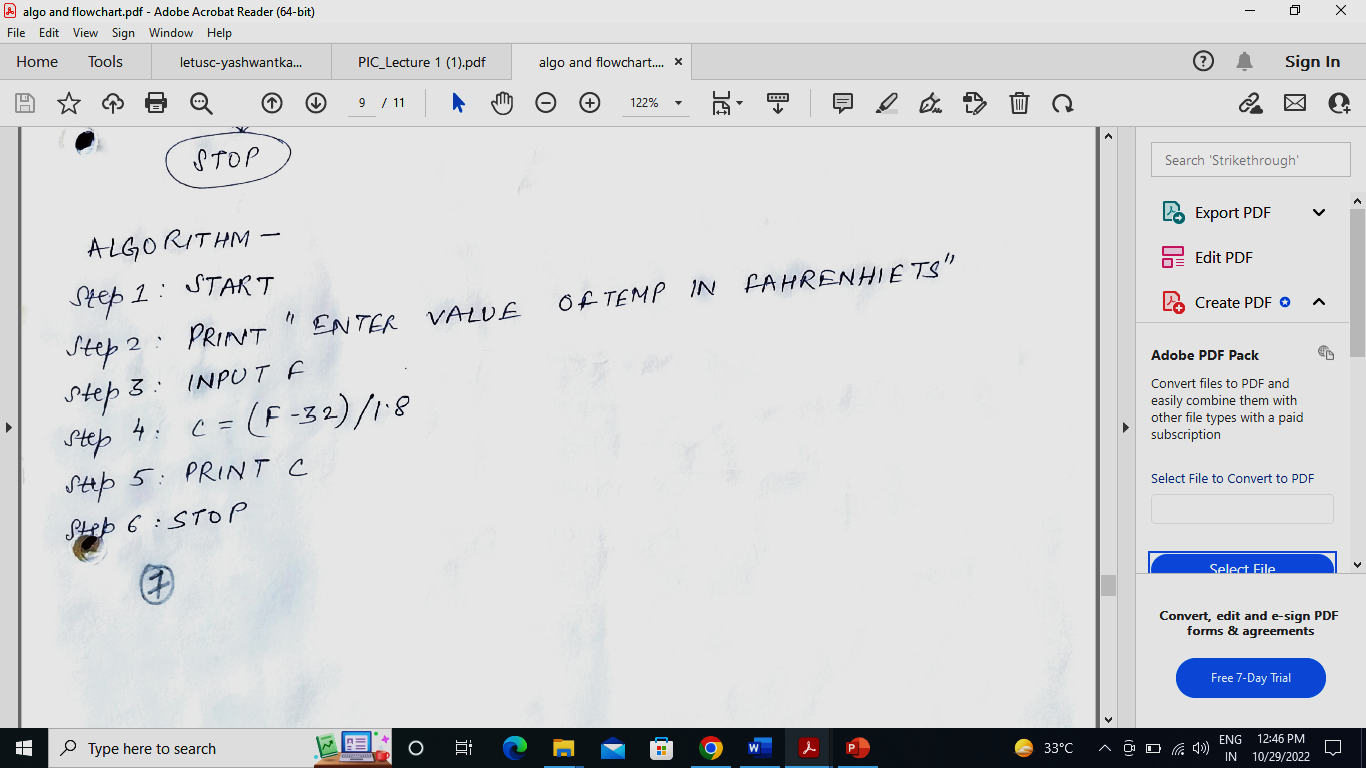 algo and flowchart.pdf - Adobe Acrobat Reader (64-bit)
File Edit View Sign Window Help
Home Tools letusc-yashwantka... PIC_Lecture 1 (1).pdf algo and flowchart....
Sign In
9 / 11 122%
STOP
ALGORITHM -
Step 1 : START
Step 2 : PRINT " ENTER VALUE OF TEMP IN FAHRENHIETS"
Step 3 : INPUT F
Step 4 : C = (F - 32) / 1.8
Step 5 : PRINT C
Step 6 : STOP
7
Search 'Strikethrough'
Export PDF
Edit PDF
Create PDF
Adobe PDF Pack
Convert files to PDF and
easily combine them with
other file types with a paid
subscription
Select File to Convert to PDF
Select File
Convert, edit and e-sign PDF
forms & agreements
Free 7-Day Trial
Type here to search
33°C
ENG
IN
12:46 PM
10/29/2022